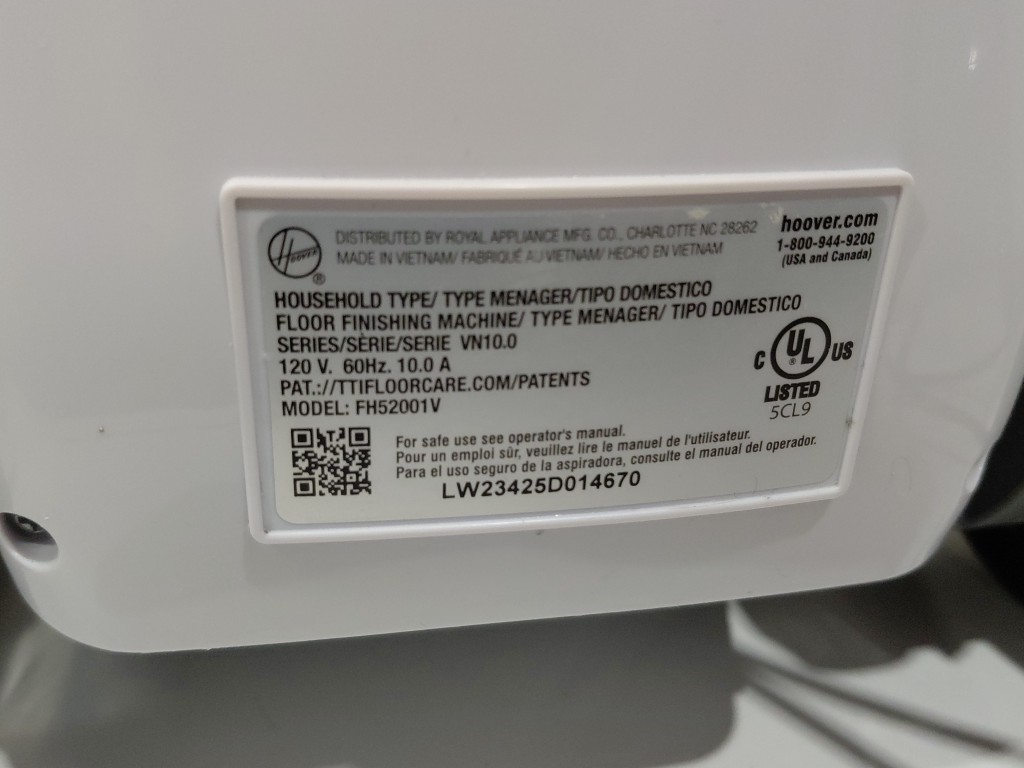 HOOVER
®
DISTRIBUTED BY ROYAL APPLIANCE MFG. CO., CHARLOTTE NC 28262
MADE IN VIETNAM/ FABRIQUÉ AU VIETNAM/ HECHO EN VIETNAM
hoover.com
1-800-944-9200
(USA and Canada)
HOUSEHOLD TYPE/ TYPE MENAGER/TIPO DOMESTICO
FLOOR FINISHING MACHINE/ TYPE MENAGER/ TIPO DOMESTICO
SERIES/SÈRIE/SERIE VN10.0
120 V. 60Hz. 10.0 A
PAT.://TTIFLOORCARE.COM/PATENTS
MODEL: FH52001V
C UL US
LISTED
5CL9
For safe use see operator's manual.
Pour un emploi sûr, veuillez lire le manuel de l'utilisateur.
Para el uso seguro de la aspiradora, consulte el manual del operador.
LW23425D014670